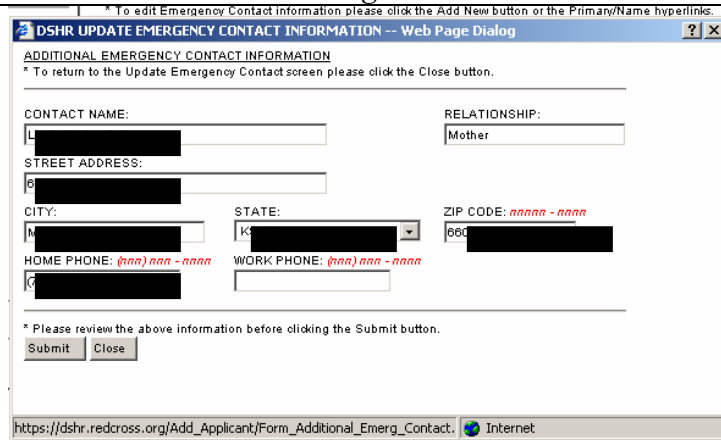 * To edit Emergency Contact information please click the Add New button or the Primary/Name hyperlinks.
DSHR UPDATE EMERGENCY CONTACT INFORMATION -- Web Page Dialog ? X
ADDITIONAL EMERGENCY CONTACT INFORMATION
* To return to the Update Emergency Contact screen please click the Close button.
CONTACT NAME: RELATIONSHIP:
L Mother
STREET ADDRESS:
6
CITY: STATE: ZIP CODE: nnnnn - nnnn
M KS 660
HOME PHONE: (nnn) nnn - nnnn WORK PHONE: (nnn) nnn - nnnn
(7
* Please review the above information before clicking the Submit button.
Submit Close
https://dshr.redcross.org/Add_Applicant/Form_Additional_Emerg_Contact. Internet